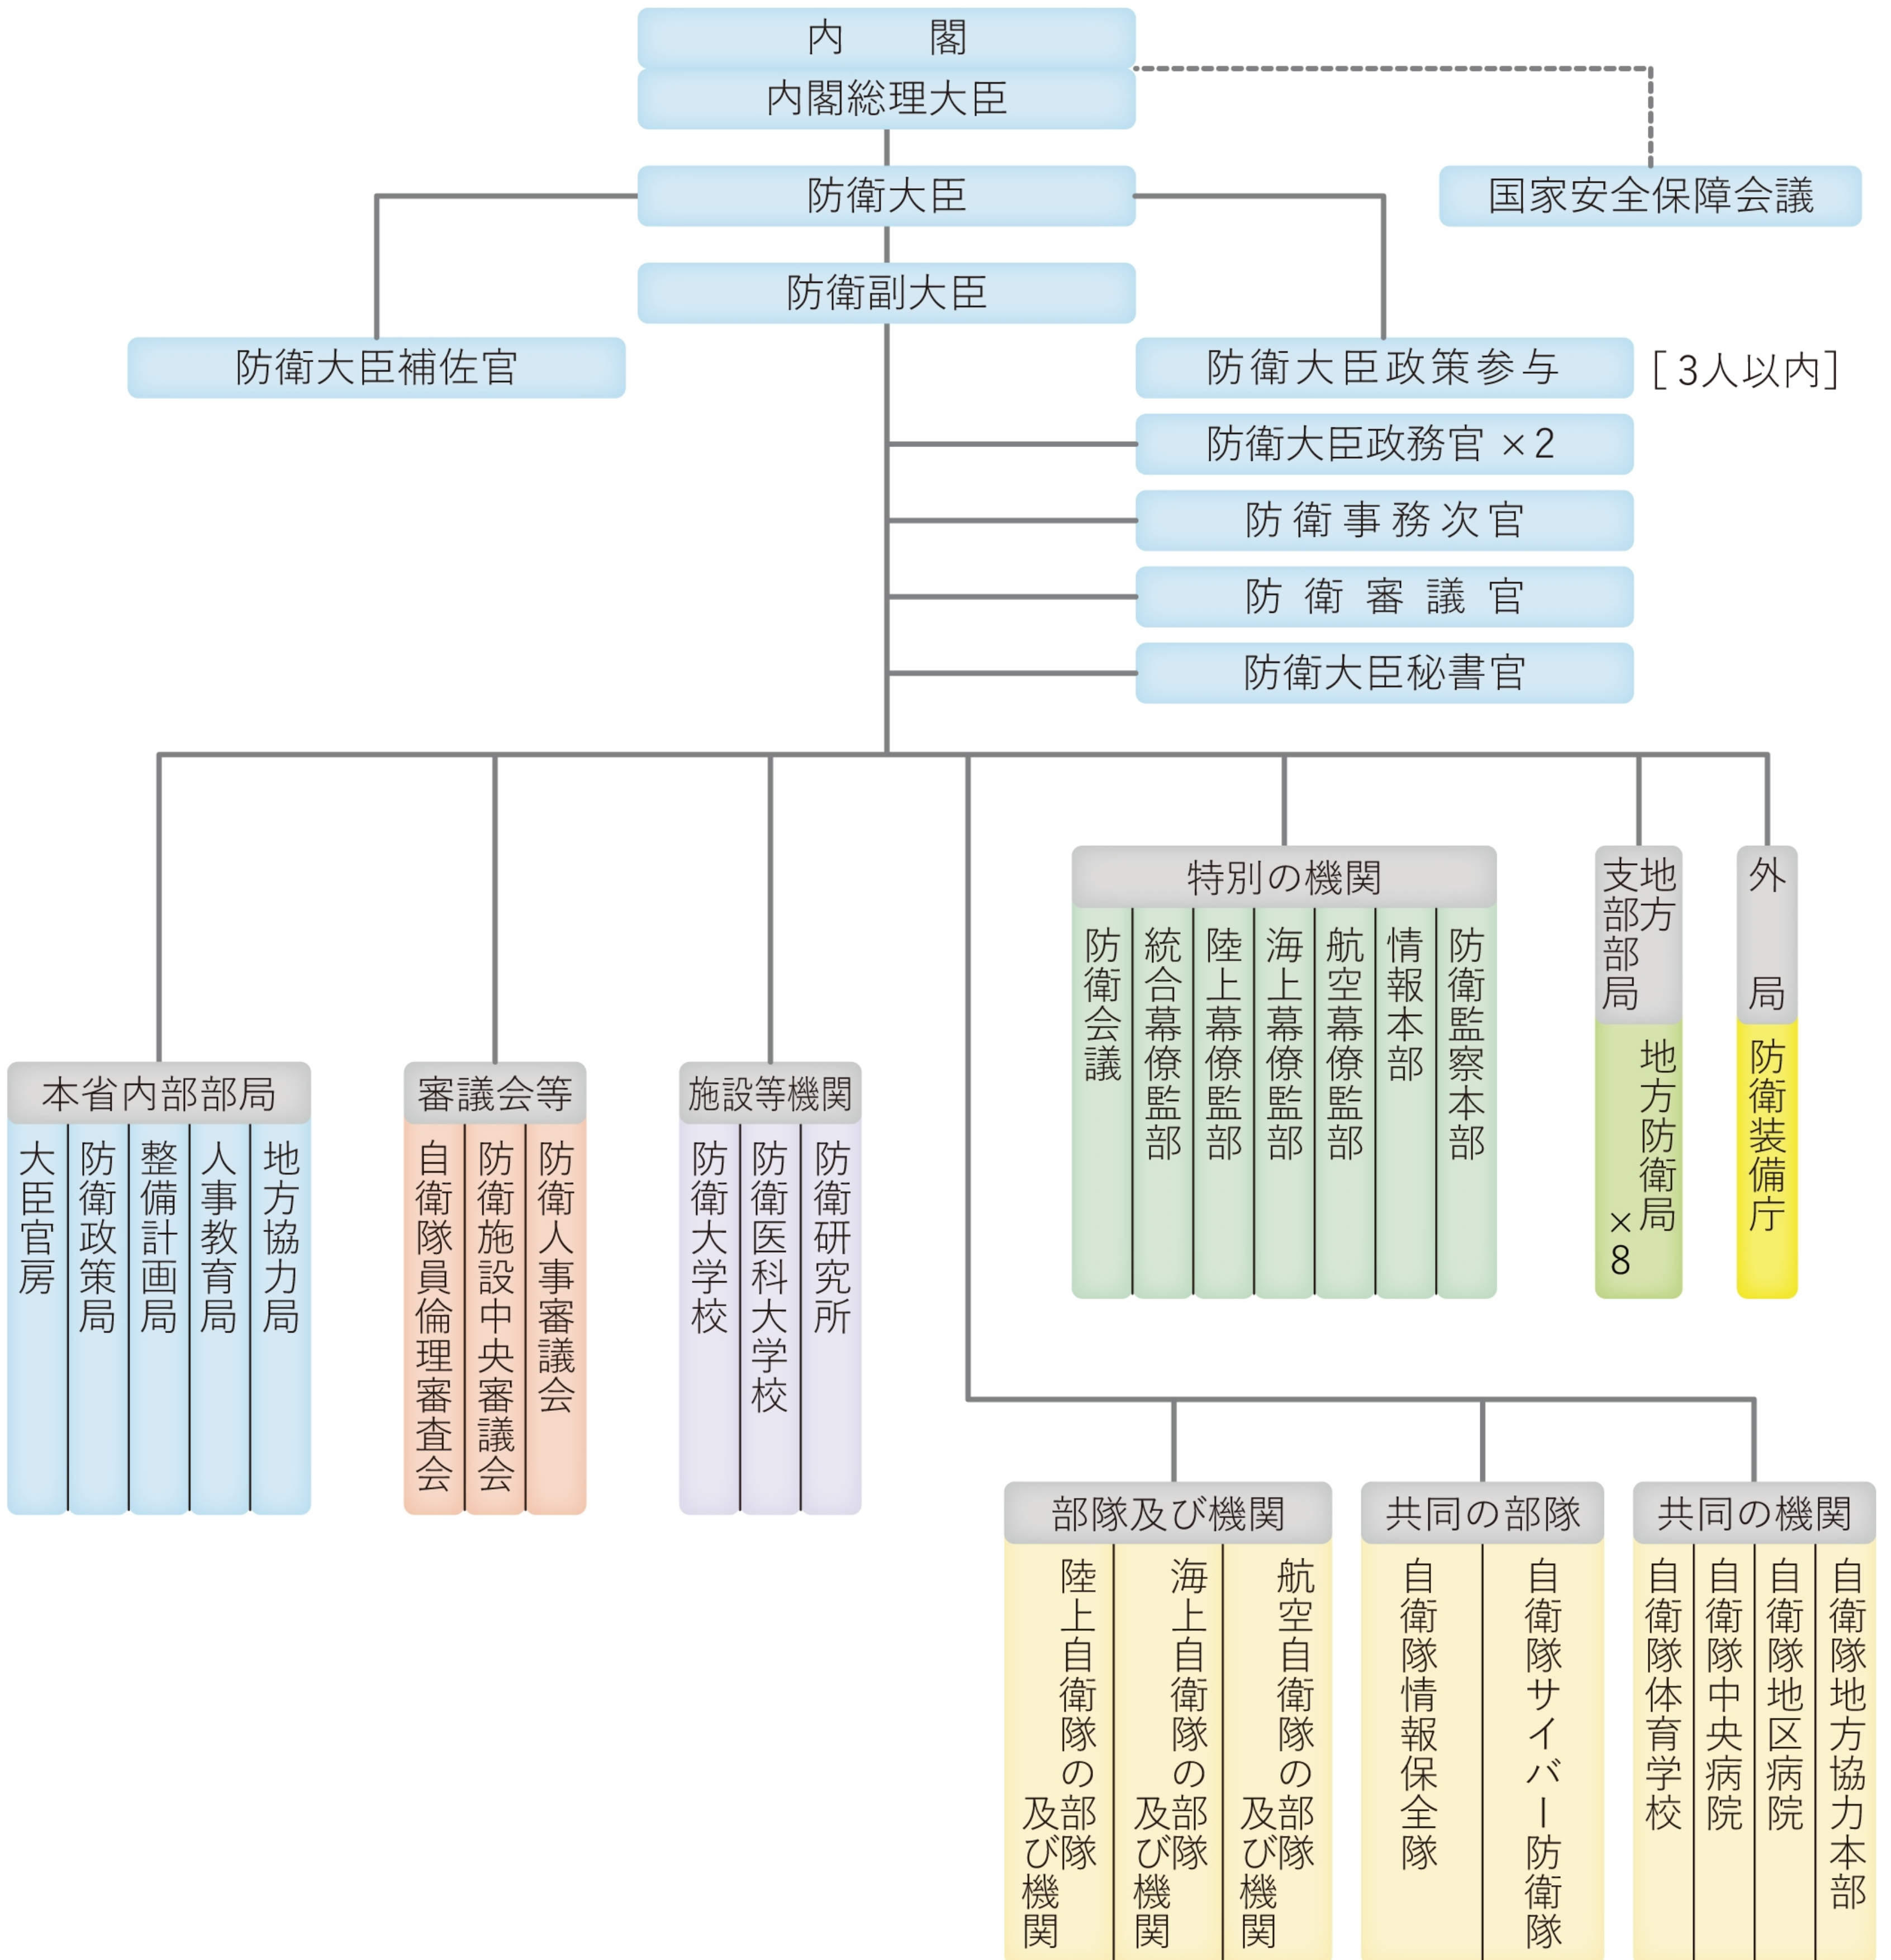 内　　閣
内閣総理大臣
防衛大臣
国家安全保障会議
防衛副大臣
防衛大臣補佐官
防衛大臣政策参与
［3人以内］
防衛大臣政務官 ×2
防衛事務次官
防衛審議官
防衛大臣秘書官
特別の機関
防衛会議
統合幕僚監部
陸上幕僚監部
海上幕僚監部
航空幕僚監部
情報本部
防衛監察本部
地方
支部部局
地方防衛局
×8
外　局
防衛装備庁
本省内部部局
大臣官房
防衛政策局
整備計画局
人事教育局
地方協力局
審議会等
自衛隊員倫理審査会
防衛施設中央審議会
防衛人事審議会
施設等機関
防衛大学校
防衛医科大学校
防衛研究所
部隊及び機関
陸上自衛隊の部隊
及び機関
海上自衛隊の部隊
及び機関
航空自衛隊の部隊
及び機関
共同の部隊
自衛隊情報保全隊
自衛隊サイバー防衛隊
共同の機関
自衛隊体育学校
自衛隊中央病院
自衛隊地区病院
自衛隊地方協力本部